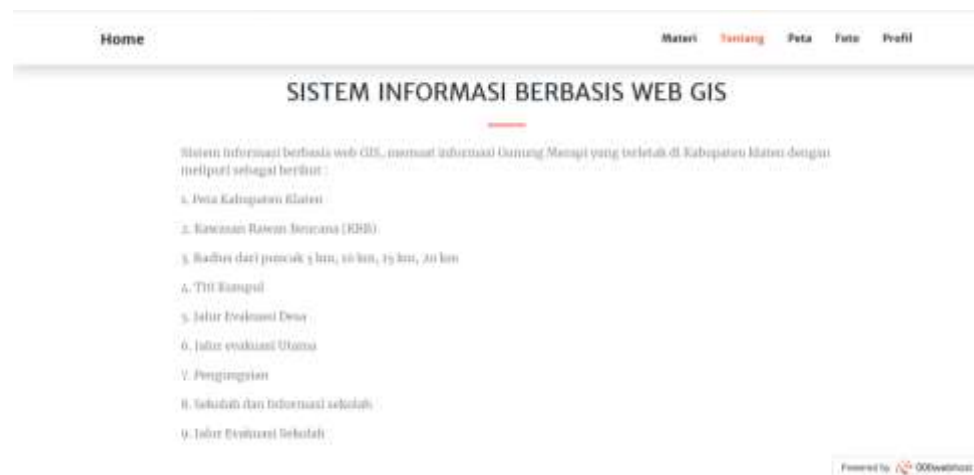 Home
Materi Tentang Peta Foto Profil
SISTEM INFORMASI BERBASIS WEB GIS
Sistem Informasi berbasis web GIS, memuat informasi Gunung Merapi yang terletak di Kabupaten klaten dengan
meliputi sebagai berikut :
1. Peta Kabupaten Klaten
2. Kawasan Rawan Bencana (KRB)
3. Radius dari puncak 5 km, 10 km, 15 km, 20 km
4. Titi Kumpul
5. Jalur Evakuasi Desa
6. Jalur evakuasi Utama
7. Pengungsian
8. Sekolah dan Informasi sekolah
9. Jalur Evakuasi Sekolah
Powered by 000webhost